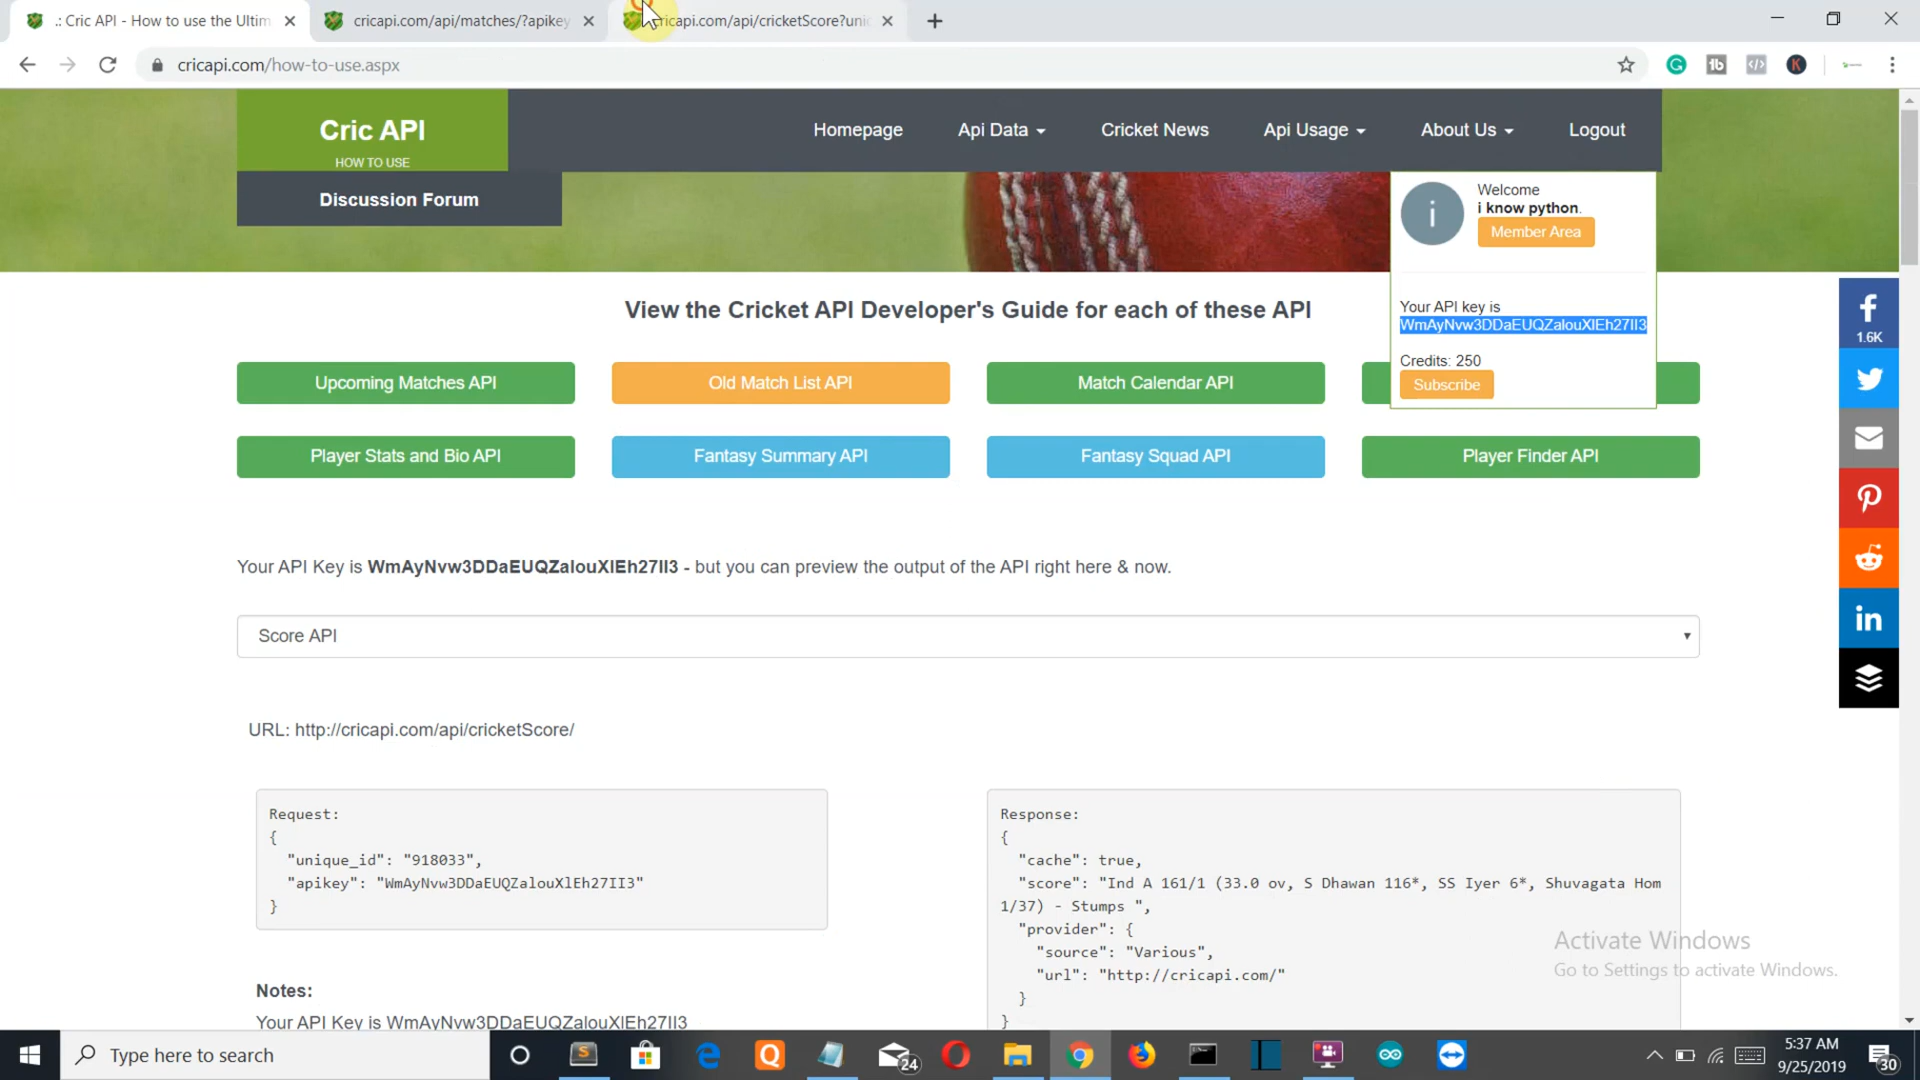 .: Cric API - How to use the Ultim
cricapi.com/api/matches/?apikey
ricapi.com/api/cricketScore?unic
cricapi.com/how-to-use.aspx
Cric API
HOW TO USE
Homepage
Api Data
Cricket News
Api Usage
About Us
Logout
Discussion Forum
Welcome
i know python.
Member Area
Your API key is
WmAyNvw3DDaEUQZalouXlEh27II3
Credits: 250
Subscribe
View the Cricket API Developer's Guide for each of these API
Upcoming Matches API
Old Match List API
Match Calendar API
Player Stats and Bio API
Fantasy Summary API
Fantasy Squad API
Player Finder API
1.6K
Your API Key is WmAyNvw3DDaEUQZalouXlEh27II3 - but you can preview the output of the API right here & now.
Score API
URL: http://cricapi.com/api/cricketScore/
Request:
{
"unique_id": "918033",
"apikey": "WmAyNvw3DDaEUQZalouXlEh27II3"
}
Response:
{
"cache": true,
"score": "Ind A 161/1 (33.0 ov, S Dhawan 116*, SS Iyer 6*, Shuvagata Hom
1/37) - Stumps ",
"provider": {
"source": "Various",
"url": "http://cricapi.com/"
}
}
Notes:
Your API Key is WmAyNvw3DDaEUQZalouXlEh27II3
Activate Windows
Go to Settings to activate Windows.
Type here to search
24
5:37 AM
9/25/2019
30